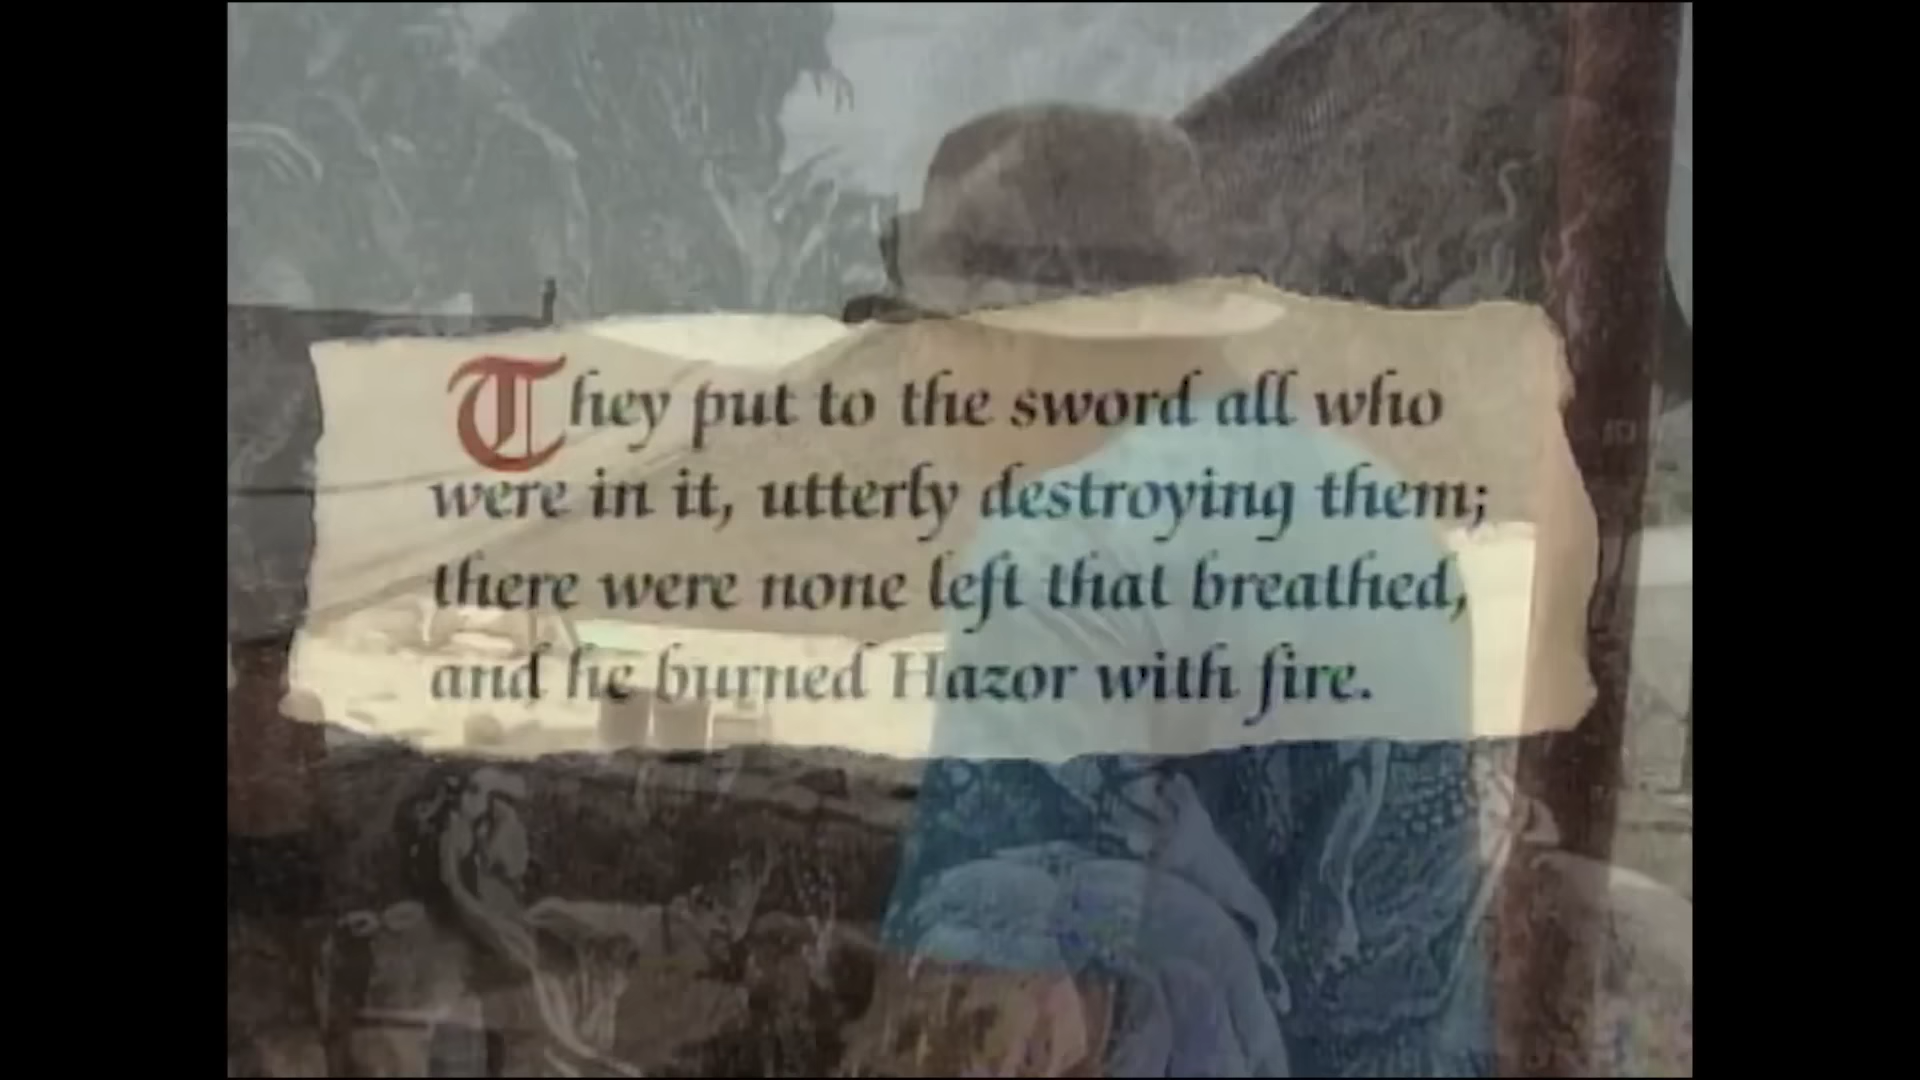 They put to the sword all who
were in it, utterly destroying them;
there were none left that breathed,
and he burned Hazor with fire.